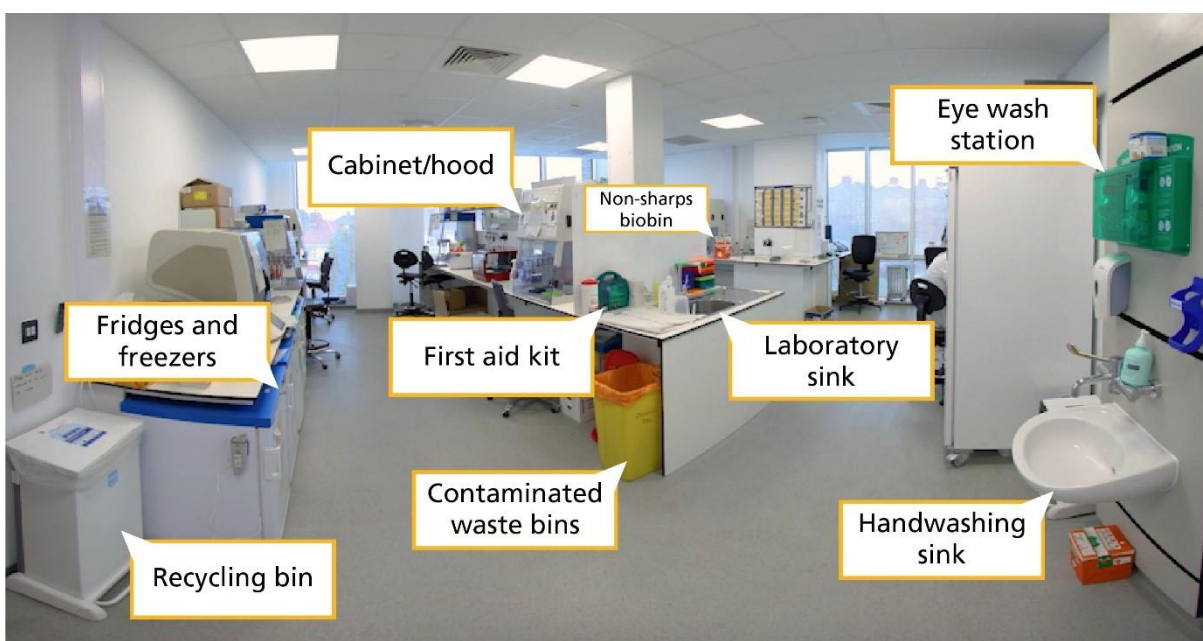 Eye wash
station
Cabinet/hood
Non-sharps
biobin
Fridges and
freezers
First aid kit
Laboratory
sink
Contaminated
waste bins
Handwashing
sink
Recycling bin